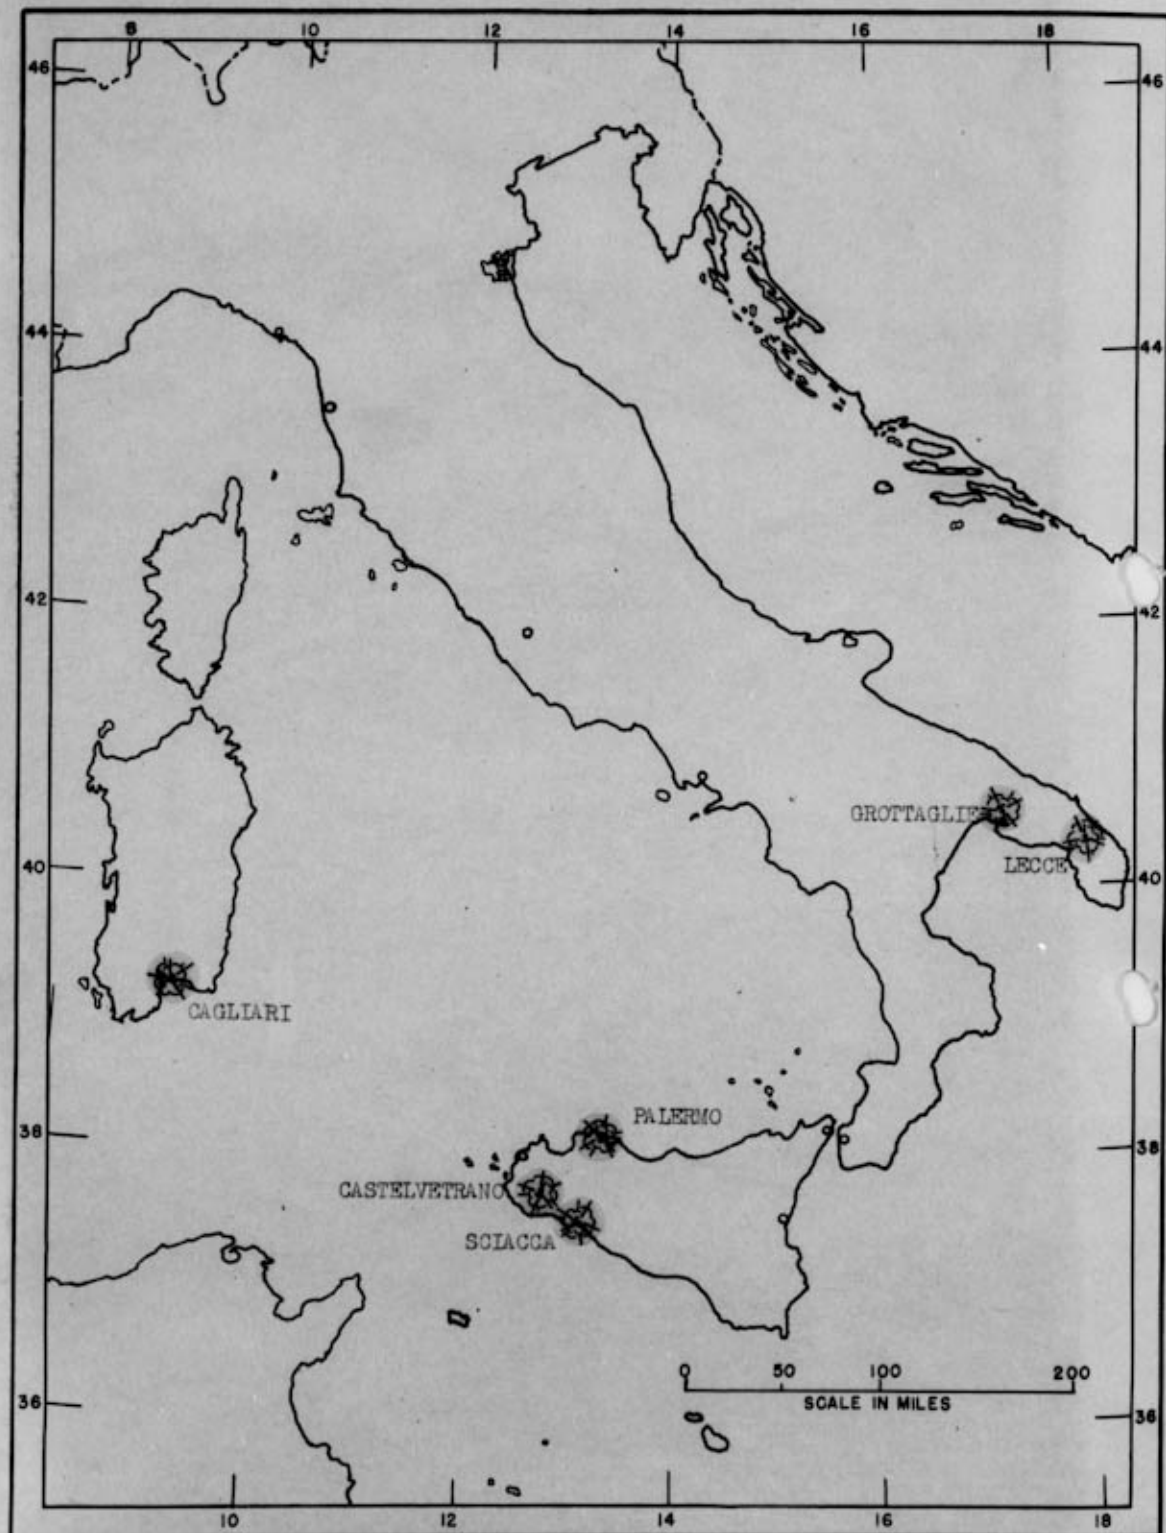 8 10 12 14 16 18
46 46
44 44
42 42
GROTTAGLIE
LECCE
40 40
CAGLIARI
PALERMO
38 38
CASTELVETRANO
SCIACCA
0 50 100 200
SCALE IN MILES
36 36
10 12 14 16 18